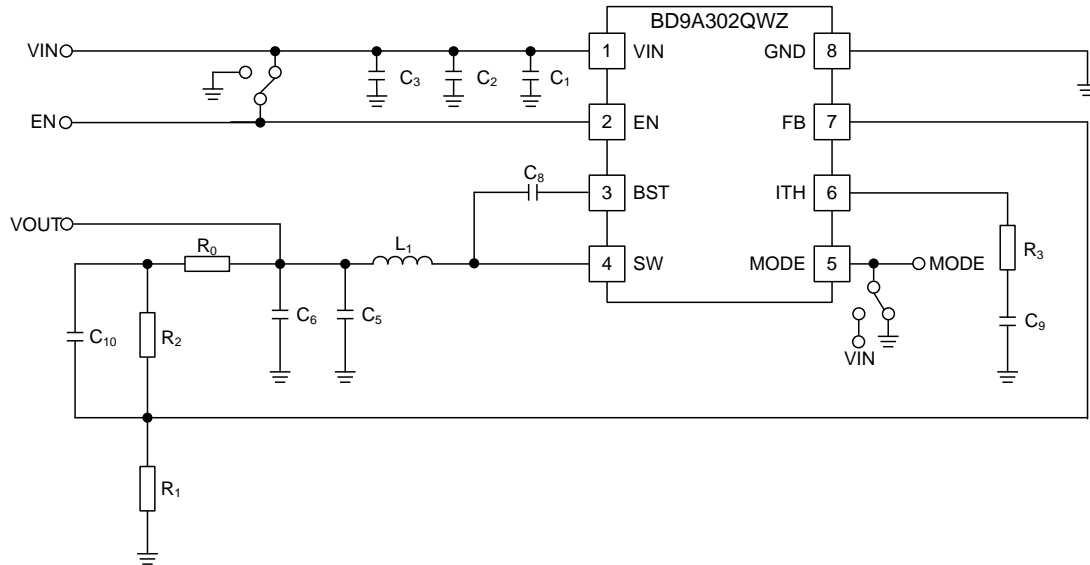 BD9A302QWZ
VIN
1
VIN
GND
8
C₃
C₂
C₁
EN
2
EN
FB
7
C₈
3
BST
ITH
6
VOUT
R₀
L₁
4
SW
MODE
5
MODE
R₃
C₁₀
R₂
C₆
C₅
C₉
VIN
R₁